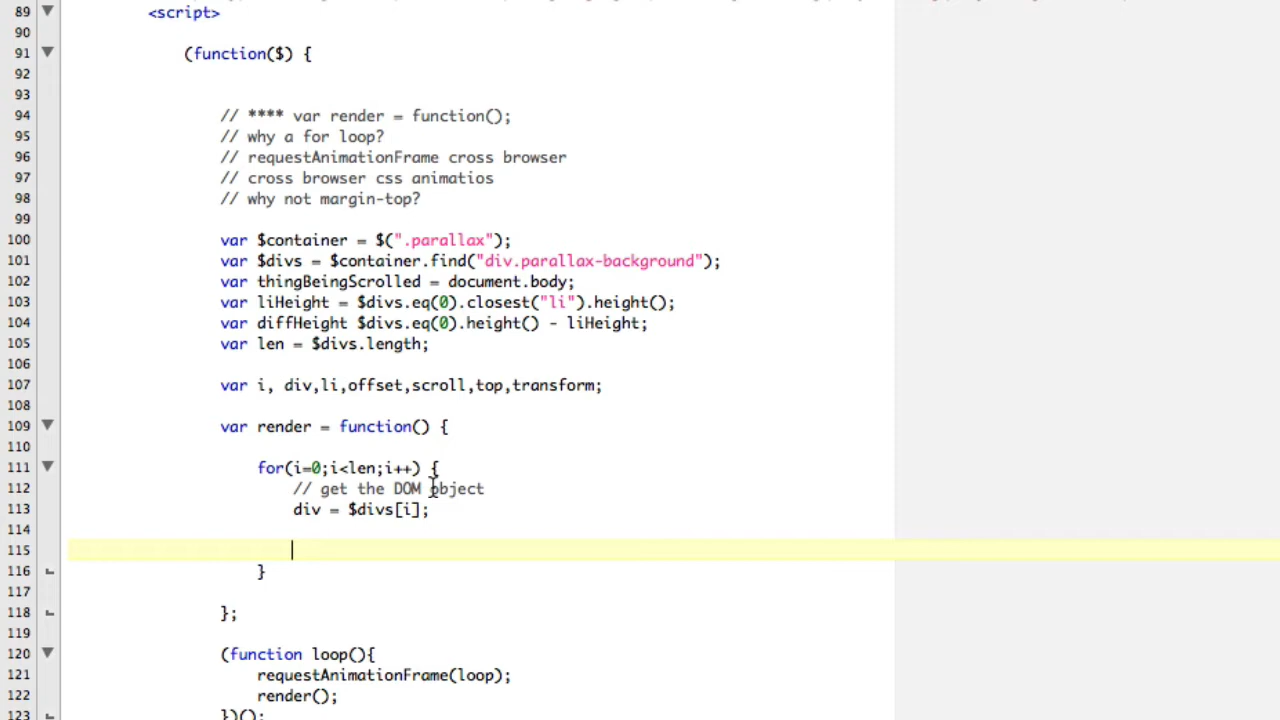 89 <script>
90
91 (function($) {
92
93
94 // **** var render = function();
95 // why a for loop?
96 // requestAnimationFrame cross browser
97 // cross browser css animatios
98 // why not margin-top?
99
100 var $container = $(".parallax");
101 var $divs = $container.find("div.parallax-background");
102 var thingBeingScrolled = document.body;
103 var liHeight = $divs.eq(0).closest("li").height();
104 var diffHeight $divs.eq(0).height() - liHeight;
105 var len = $divs.length;
106
107 var i, div,li,offset,scroll,top,transform;
108
109 var render = function() {
110
111 for(i=0;i<len;i++) {
112 // get the DOM object
113 div = $divs[i];
114
115
116 }
117
118 };
119
120 (function loop(){
121 requestAnimationFrame(loop);
122 render();
123 })();